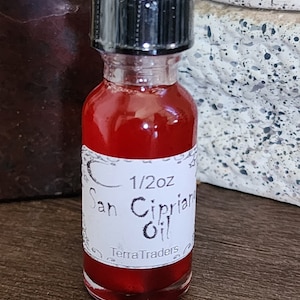 1/2oz
San Ciprian
Oil
TerraTraders